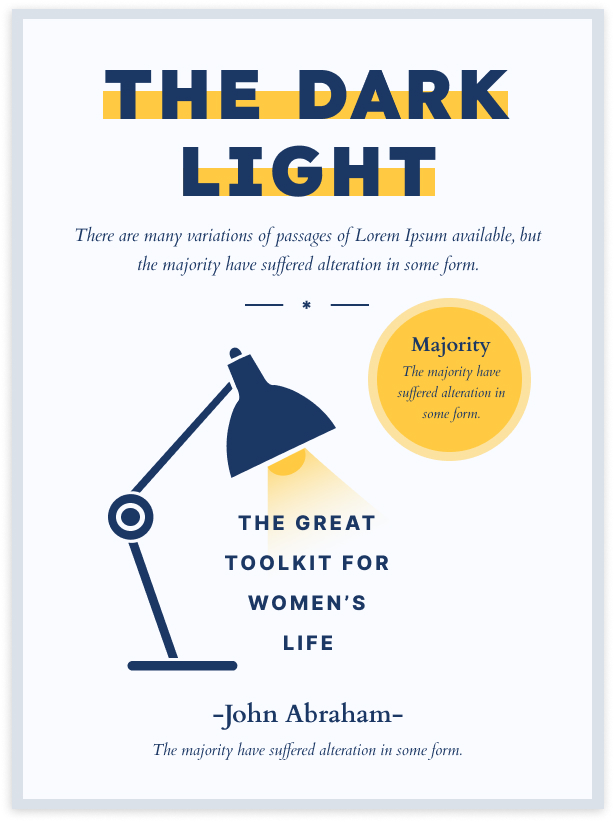 THE DARK
LIGHT
There are many variations of passages of Lorem Ipsum available, but
the majority have suffered alteration in some form.
*
Majority
The majority have
suffered alteration in
some form.
THE GREAT
TOOLKIT FOR
WOMEN'S
LIFE
-John Abraham-
The majority have suffered alteration in some form.